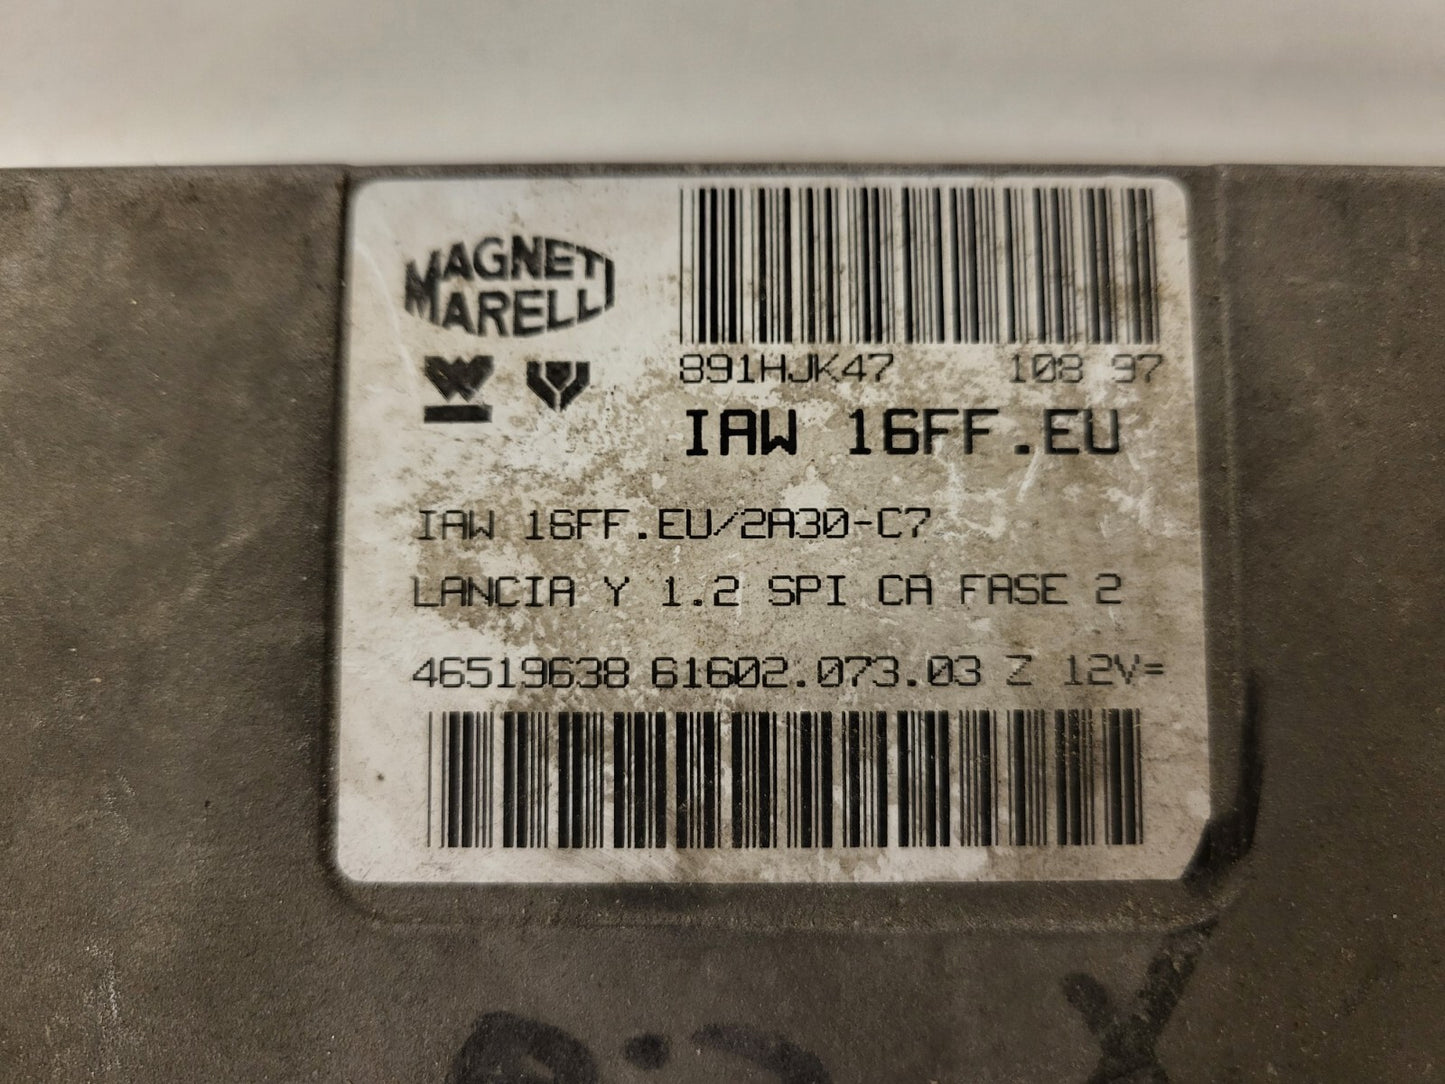 MAGNETI
MARELLI
891HJK47 108 97
IAW 16FF.EU
IAW 16FF.EU/2A30-C7
LANCIA Y 1.2 SPI CA FASE 2
46519638 61602.073.03 Z 12V=